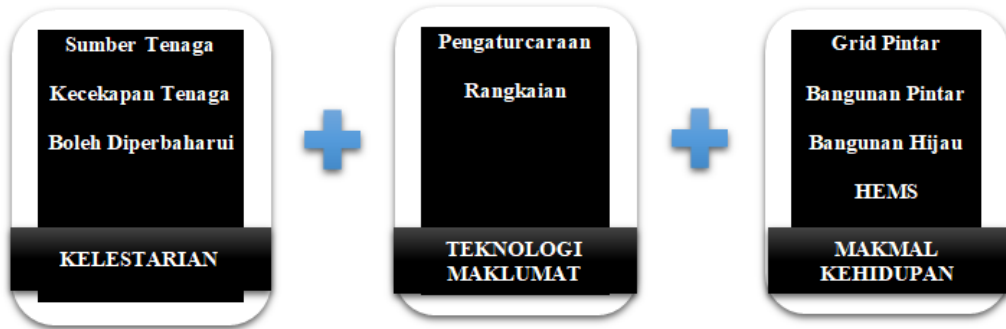 Sumber Tenaga
Kecekapan Tenaga
Boleh Diperbaharui
KELESTARIAN
Pengaturcaraan
Rangkaian
TEKNOLOGI
MAKLUMAT
Grid Pintar
Bangunan Pintar
Bangunan Hijau
HEMS
MAKMAL
KEHIDUPAN